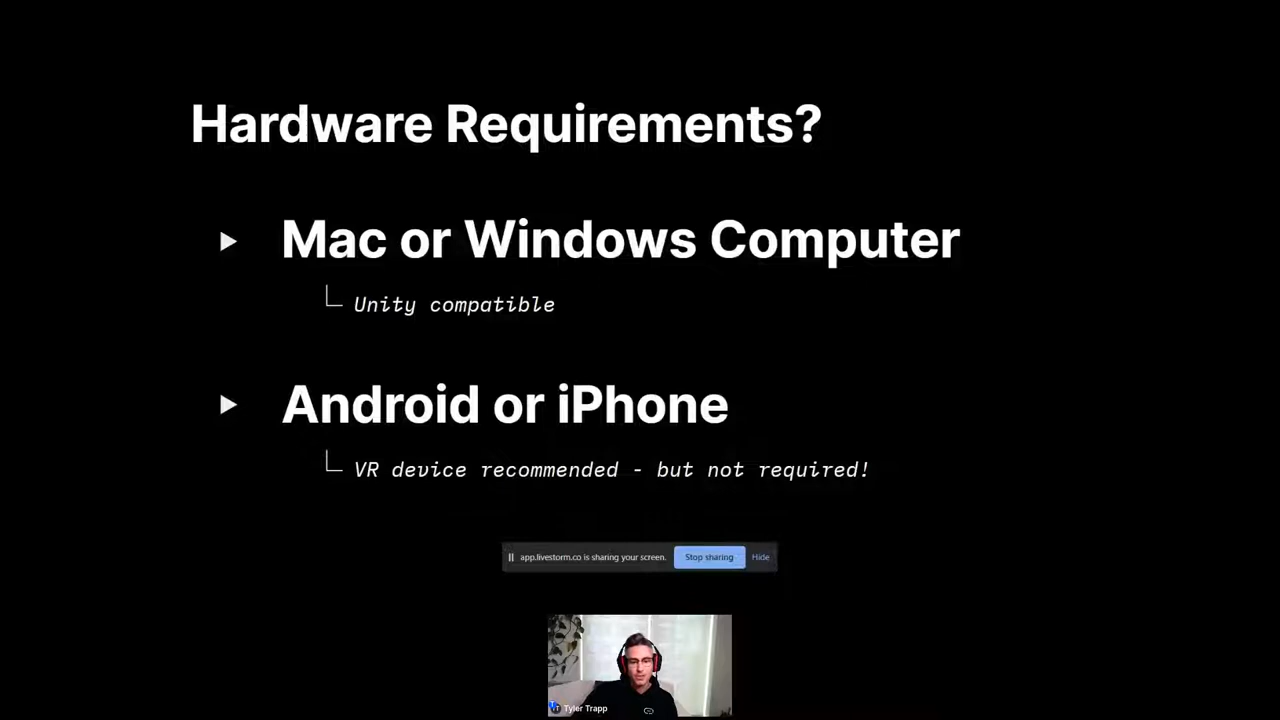 Hardware Requirements?
Mac or Windows Computer
Unity compatible
Android or iPhone
VR device recommended - but not required!
app.livestorm.co is sharing your screen. Stop sharing Hide
Tyler Trapp